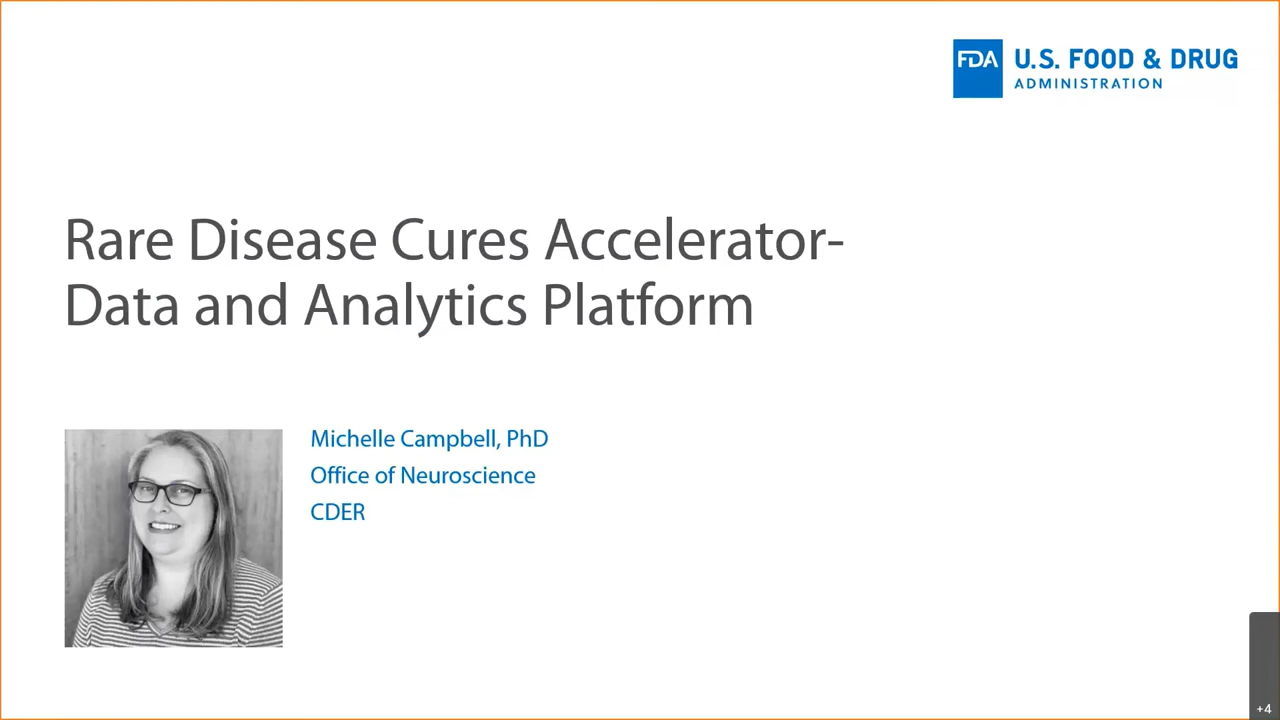 FDA U.S. FOOD & DRUG
ADMINISTRATION
Rare Disease Cures Accelerator-
Data and Analytics Platform
Michelle Campbell, PhD
Office of Neuroscience
CDER
+4